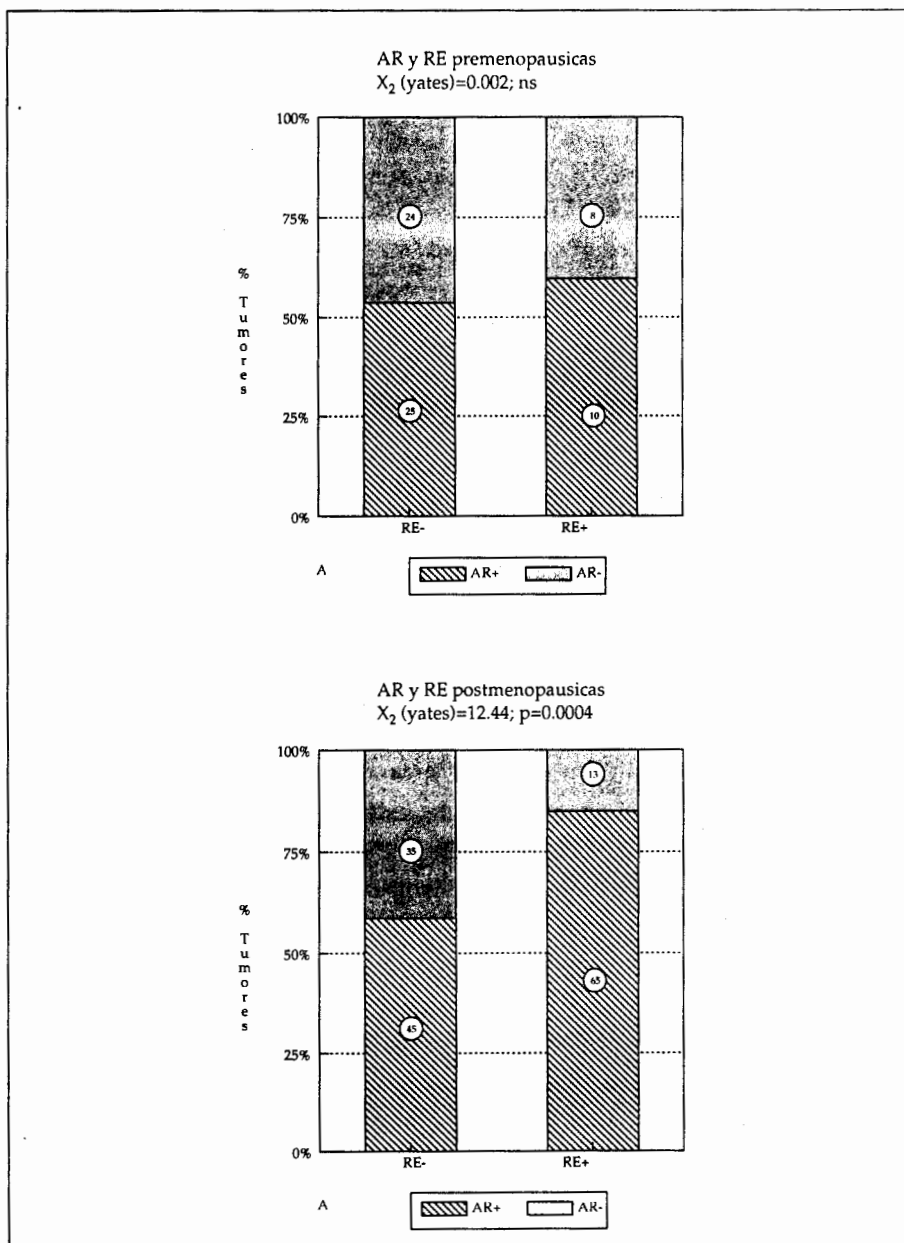 AR y RE premenopausicas
X₂ (yates)=0.002; ns
100%
75%
50%
25%
0%
% Tumores
24
8
25
10
RE-
RE+
A
AR+ AR-
AR y RE postmenopausicas
X₂ (yates)=12.44; p=0.0004
100%
75%
50%
25%
0%
% Tumores
13
35
65
45
RE-
RE+
A
AR+ AR-